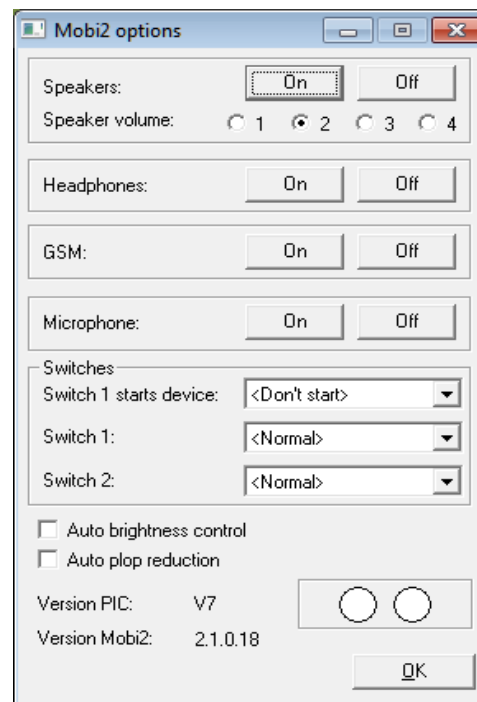 Mobi2 options
Speakers: On Off
Speaker volume: 1 2 3 4
Headphones: On Off
GSM: On Off
Microphone: On Off
Switches
Switch 1 starts device: <Don't start>
Switch 1: <Normal>
Switch 2: <Normal>
Auto brightness control
Auto plop reduction
Version PIC: V7
Version Mobi2: 2.1.0.18
OK